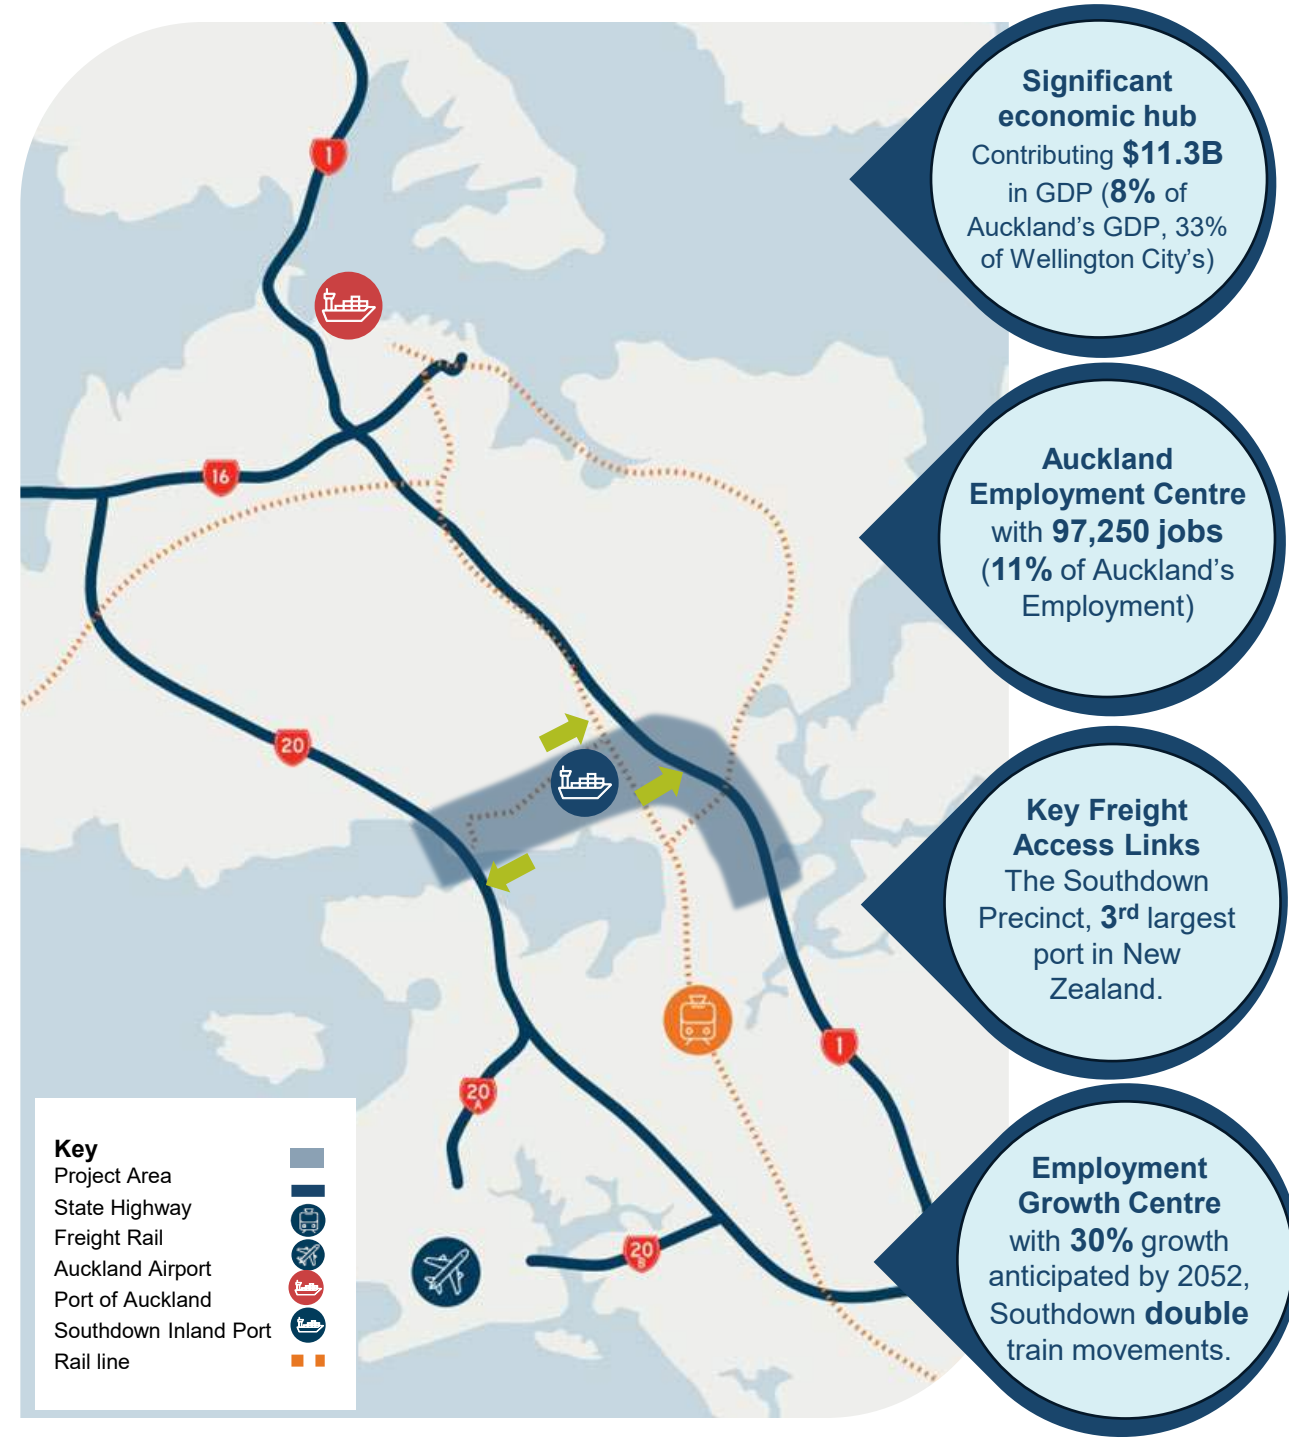 Significant
economic hub
Contributing $11.3B
in GDP (8% of
Auckland’s GDP, 33%
of Wellington City’s)
1
16
Auckland
Employment Centre
with 97,250 jobs
(11% of Auckland’s
Employment)
20
Key Freight
Access Links
The Southdown
Precinct, 3rd largest
port in New
Zealand.
1
20
A
20
B
Employment
Growth Centre
with 30% growth
anticipated by 2052,
Southdown double
train movements.
Key
Project Area
State Highway
Freight Rail
Auckland Airport
Port of Auckland
Southdown Inland Port
Rail line